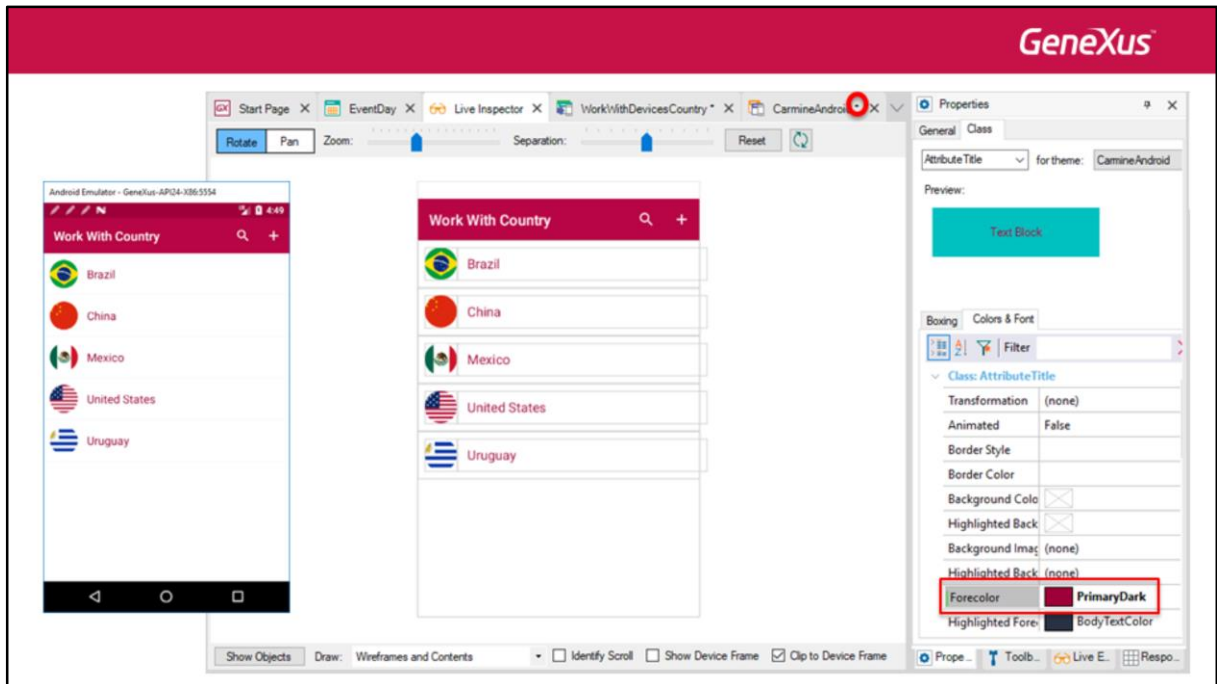 GeneXus
Start Page
EventDay
Live Inspector
WorkWithDevicesCountry *
CarmineAndroid *
Rotate Pan Zoom: Separation: Reset
Android Emulator - GeneXus-API24-X86:5554
4:49
Work With Country
Brazil
China
Mexico
United States
Uruguay
Work With Country
Brazil
China
Mexico
United States
Uruguay
Show Objects Draw: Wireframes and Contents Identify Scroll Show Device Frame Clip to Device Frame
Properties
General Class
AttributeTitle for theme: CarmineAndroid
Preview:
Text Block
Boxing Colors & Font
Filter
Class: AttributeTitle
Transformation (none)
Animated False
Border Style
Border Color
Background Colo
Highlighted Back
Background Imag (none)
Highlighted Back (none)
Forecolor PrimaryDark
Highlighted Fore BodyTextColor
Prope... Toolb... Live E... Respo...